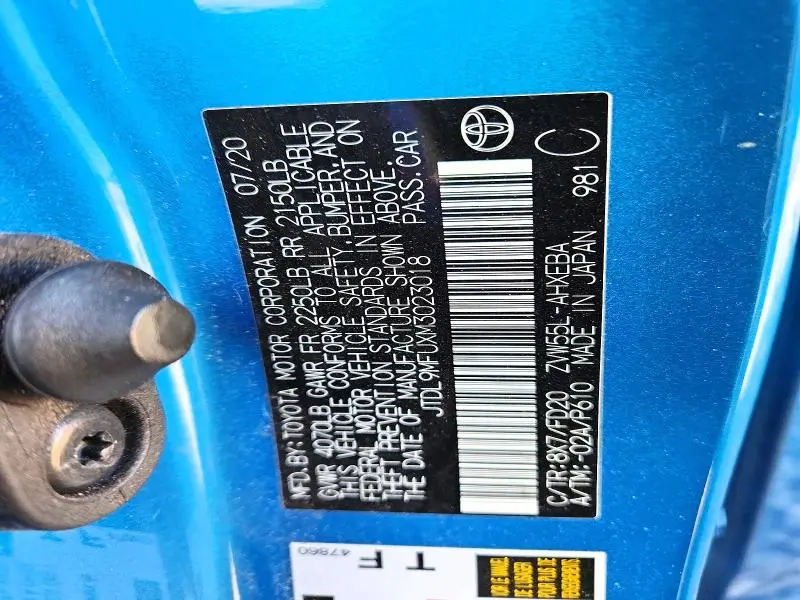 MFD.BY:TOYOTA MOTOR CORPORATION 07/20
GVWR 4070LB GAWR FR 2250LB RR 2150LB
THIS VEHICLE CONFORMS TO ALL APPLICABLE
FEDERAL MOTOR VEHICLE SAFETY,BUMPER,AND
THEFT PREVENTION STANDARDS IN EFFECT ON
THE DATE OF MANUFACTURE SHOWN ABOVE.
JTDL9MFUXM3023018 PASS.CAR
C/TR:8X7/FD20 ZVW55L-AHXEBA
A/TM:-02A/P610 MADE IN JAPAN 981 C
47860
T F